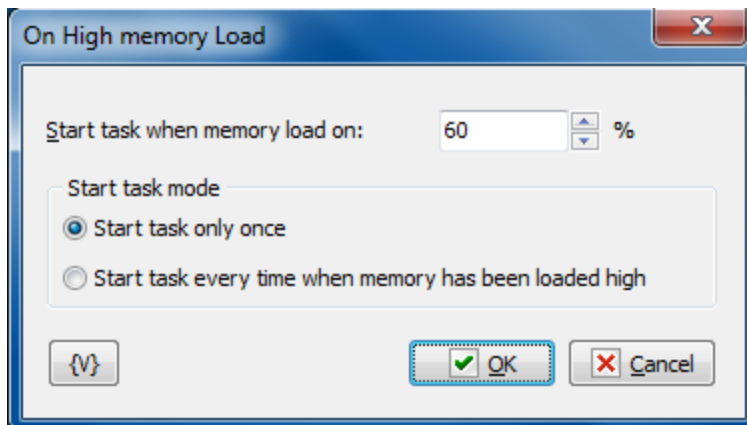 On High memory Load
Start task when memory load on: 60 %
Start task mode
Start task only once
Start task every time when memory has been loaded high
{V} OK Cancel